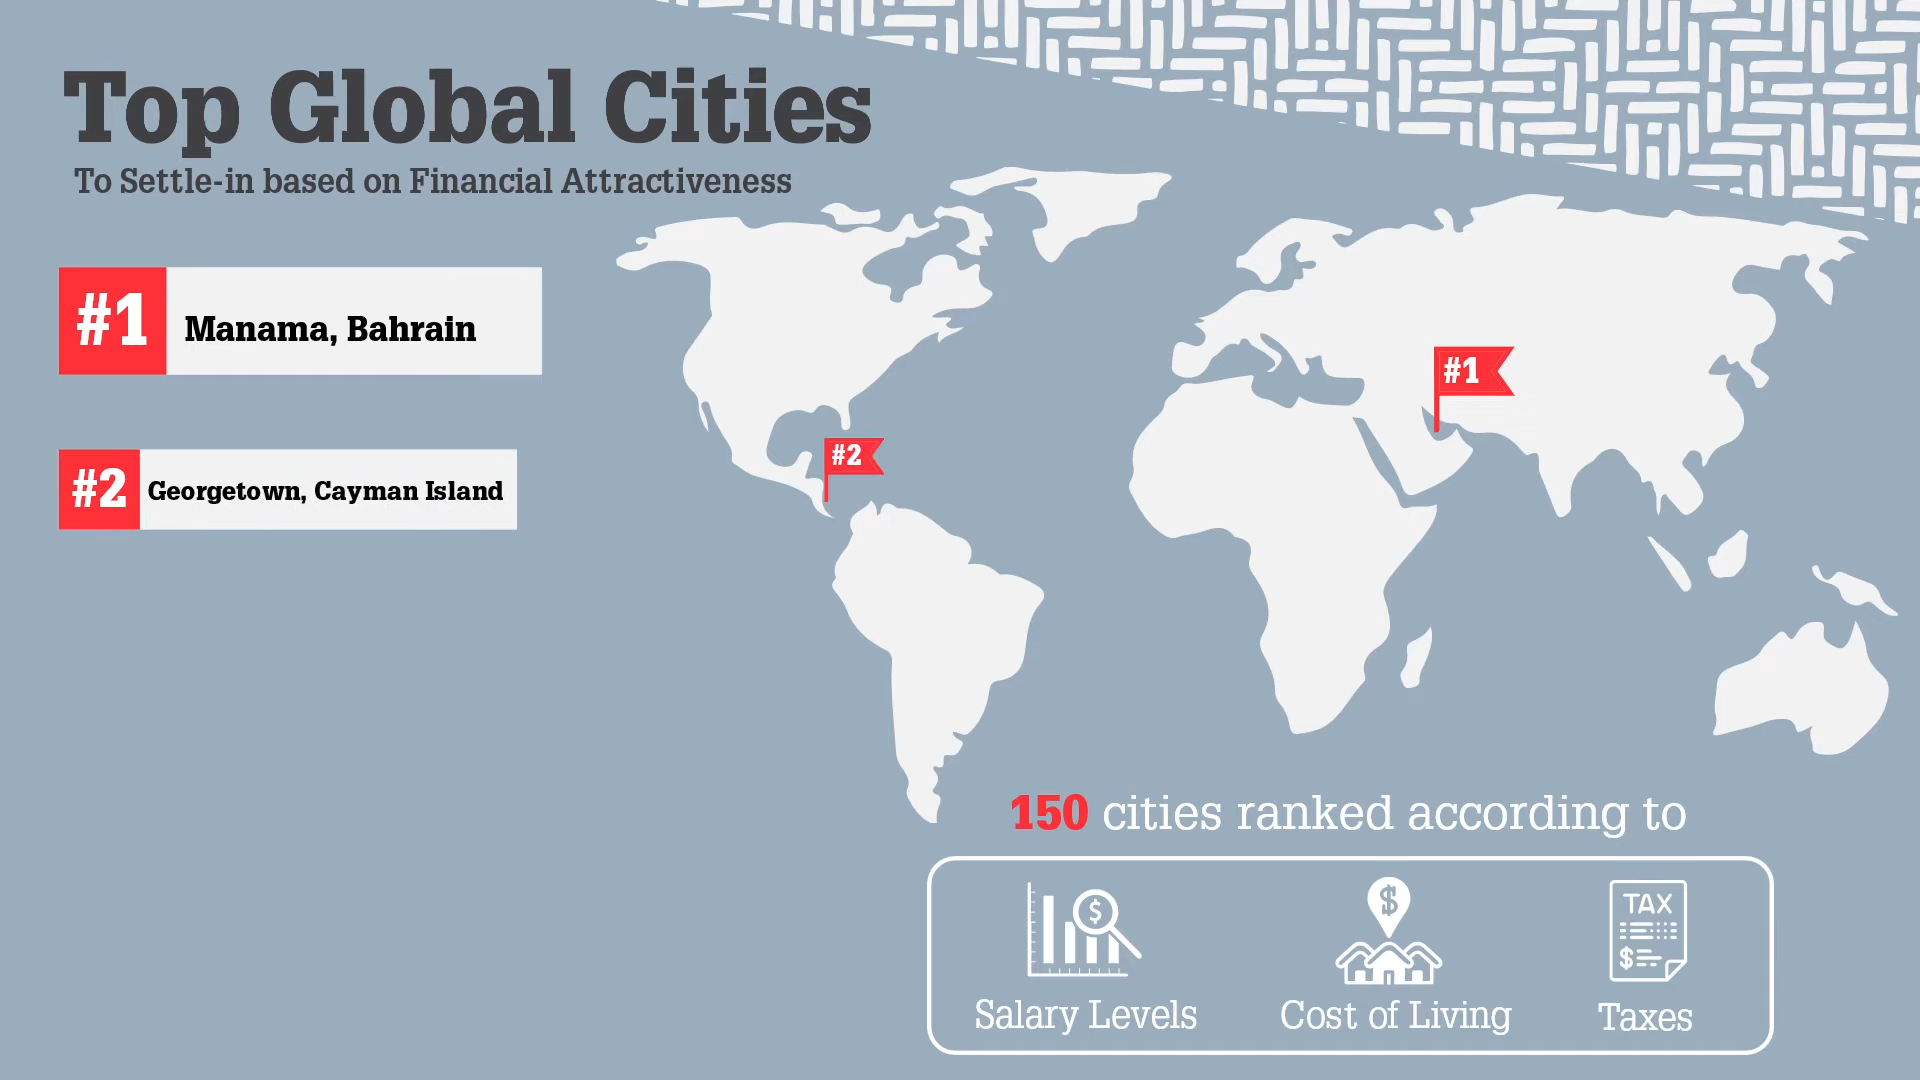 Top Global Cities
To Settle-in based on Financial Attractiveness
#1 Manama, Bahrain
#2 Georgetown, Cayman Island
#1
#2
150 cities ranked according to
$
$
TAX
$
Salary Levels
Cost of Living
Taxes